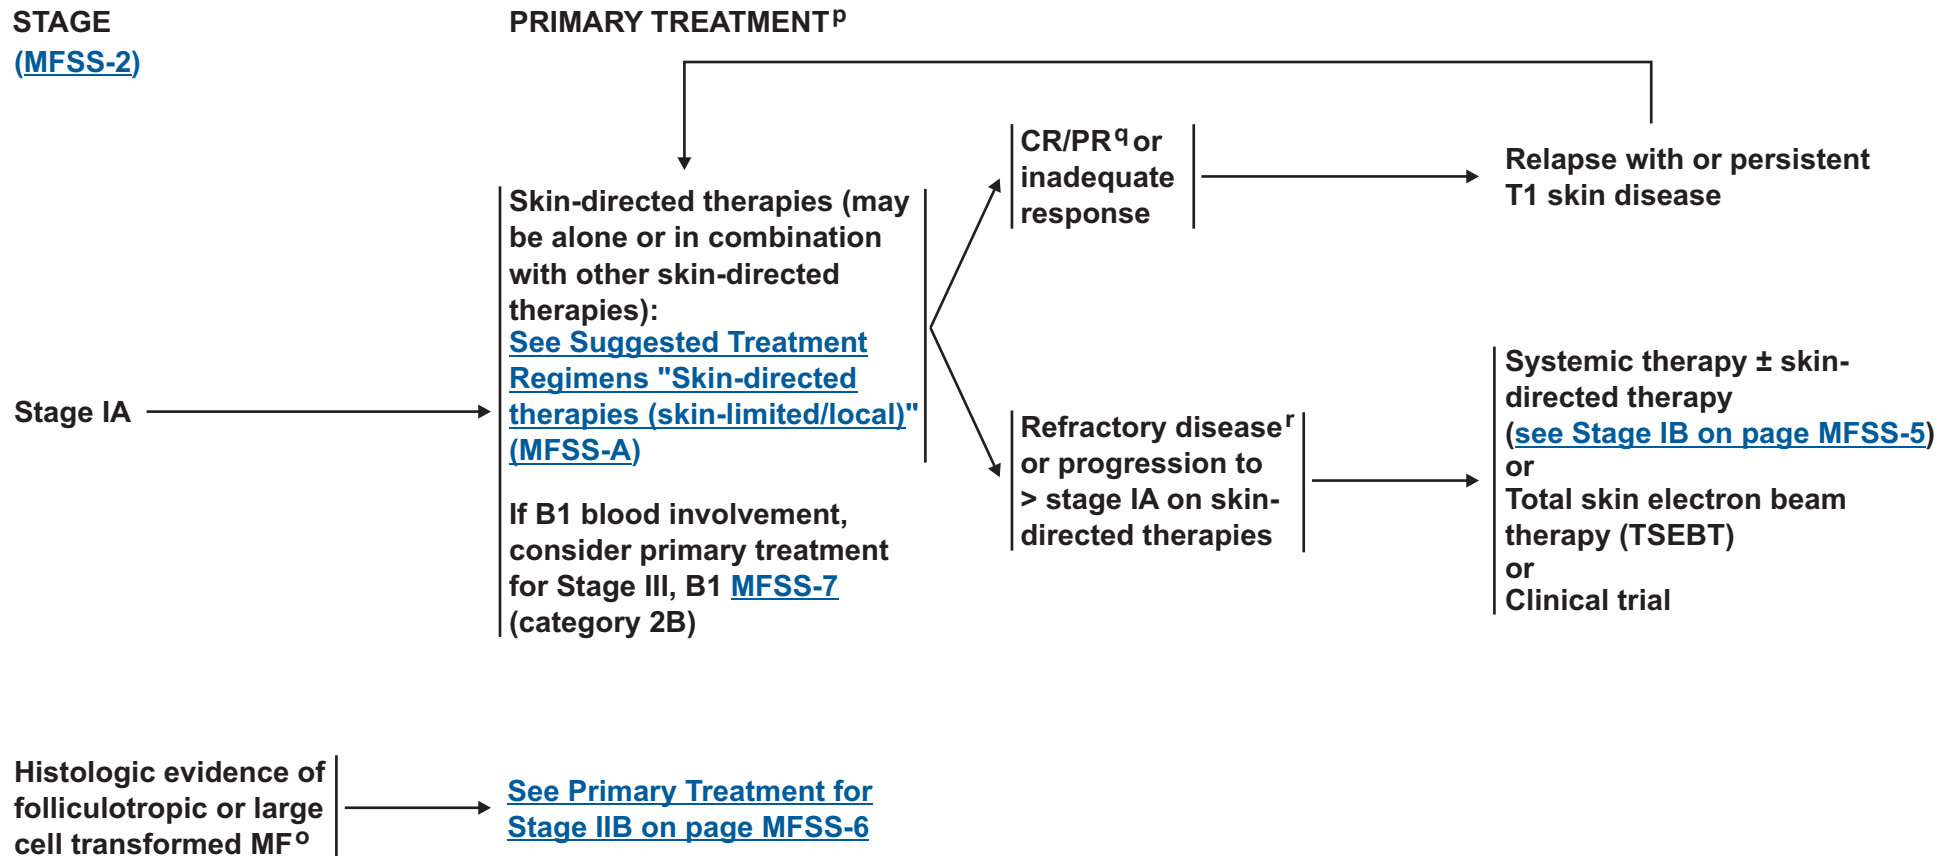 STAGE
(MFSS-2)
PRIMARY TREATMENTᵖ
Stage IA
Skin-directed therapies (may
be alone or in combination
with other skin-directed
therapies):
See Suggested Treatment
Regimens "Skin-directed
therapies (skin-limited/local)"
(MFSS-A)
If B1 blood involvement,
consider primary treatment
for Stage III, B1 MFSS-7
(category 2B)
CR/PR^q or
inadequate
response
Relapse with or persistent
T1 skin disease
Refractory diseaseʳ
or progression to
> stage IA on skin-
directed therapies
Systemic therapy ± skin-
directed therapy
(see Stage IB on page MFSS-5)
or
Total skin electron beam
therapy (TSEBT)
or
Clinical trial
Histologic evidence of
folliculotropic or large
cell transformed MFᵒ
See Primary Treatment for
Stage IIB on page MFSS-6